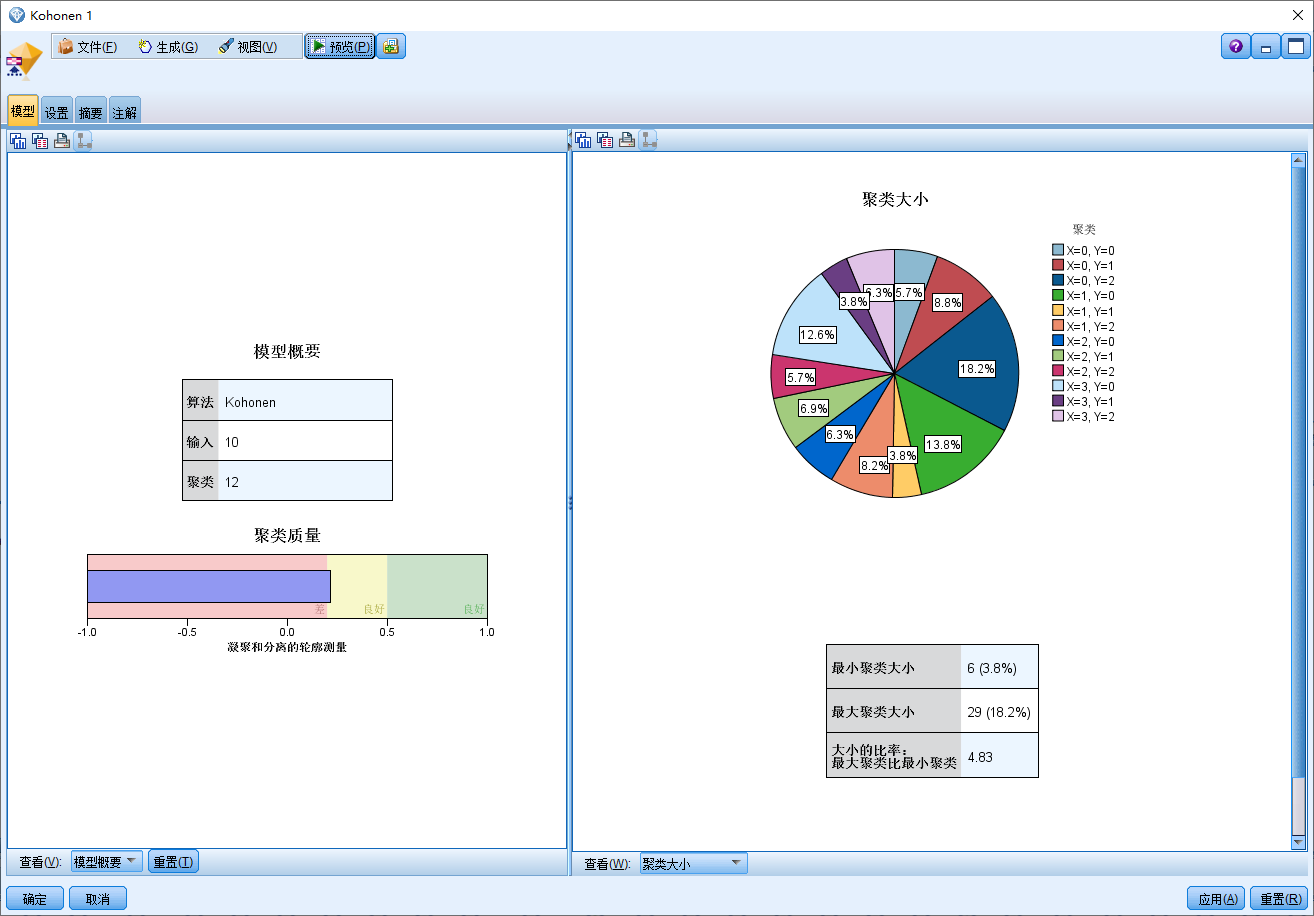 Kohonen 1
文件(F) 生成(G) 视图(V) 预览(P)
模型 设置 摘要 注解
模型概要
算法 Kohonen
输入 10
聚类 12
聚类质量
差 良好 良好
-1.0 -0.5 0.0 0.5 1.0
凝聚和分离的轮廓测量
查看(V): 模型概要 重置(T)
聚类大小
聚类
X=0, Y=0
X=0, Y=1
X=0, Y=2
X=1, Y=0
X=1, Y=1
X=1, Y=2
X=2, Y=0
X=2, Y=1
X=2, Y=2
X=3, Y=0
X=3, Y=1
X=3, Y=2
5.7%
8.8%
18.2%
13.8%
3.8%
8.2%
6.3%
6.9%
5.7%
12.6%
3.8%
6.3%
最小聚类大小 6 (3.8%)
最大聚类大小 29 (18.2%)
大小的比率：
最大聚类比最小聚类 4.83
查看(W): 聚类大小
确定 取消 应用(A) 重置(R)